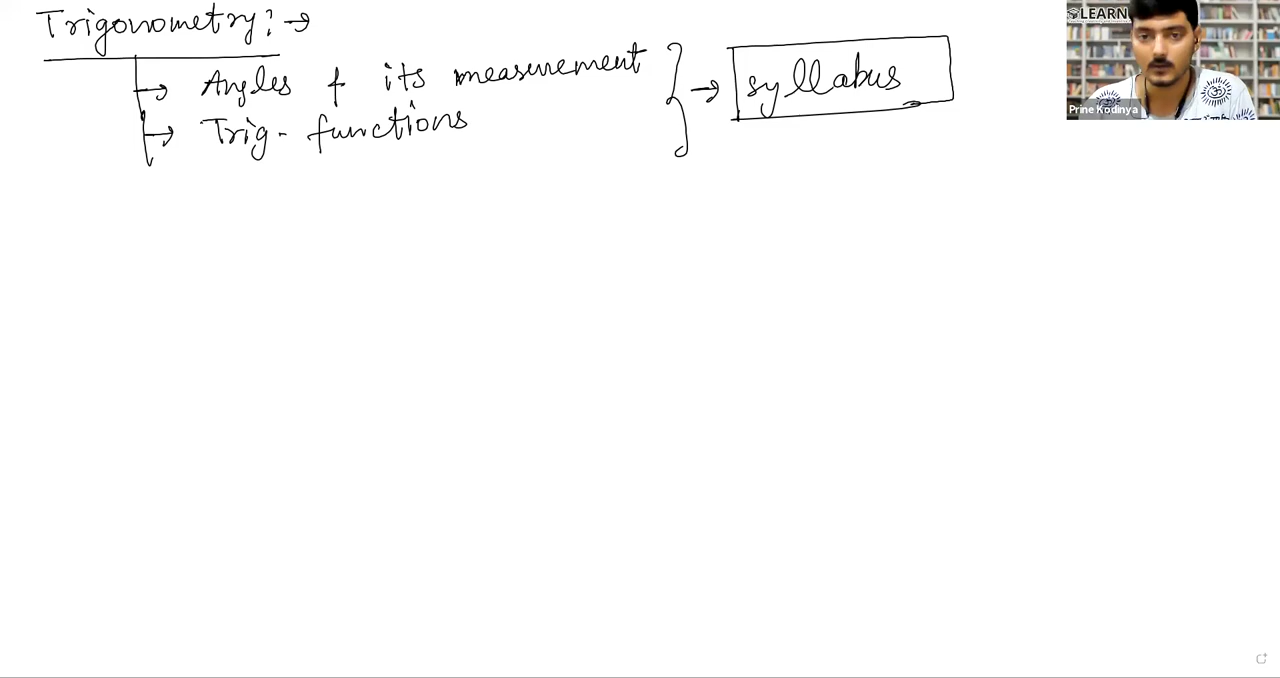 Trigonometry: →
→ Angles & its measurement
→ Trig. functions
→ syllabus
LEARN
Prine Kodinya